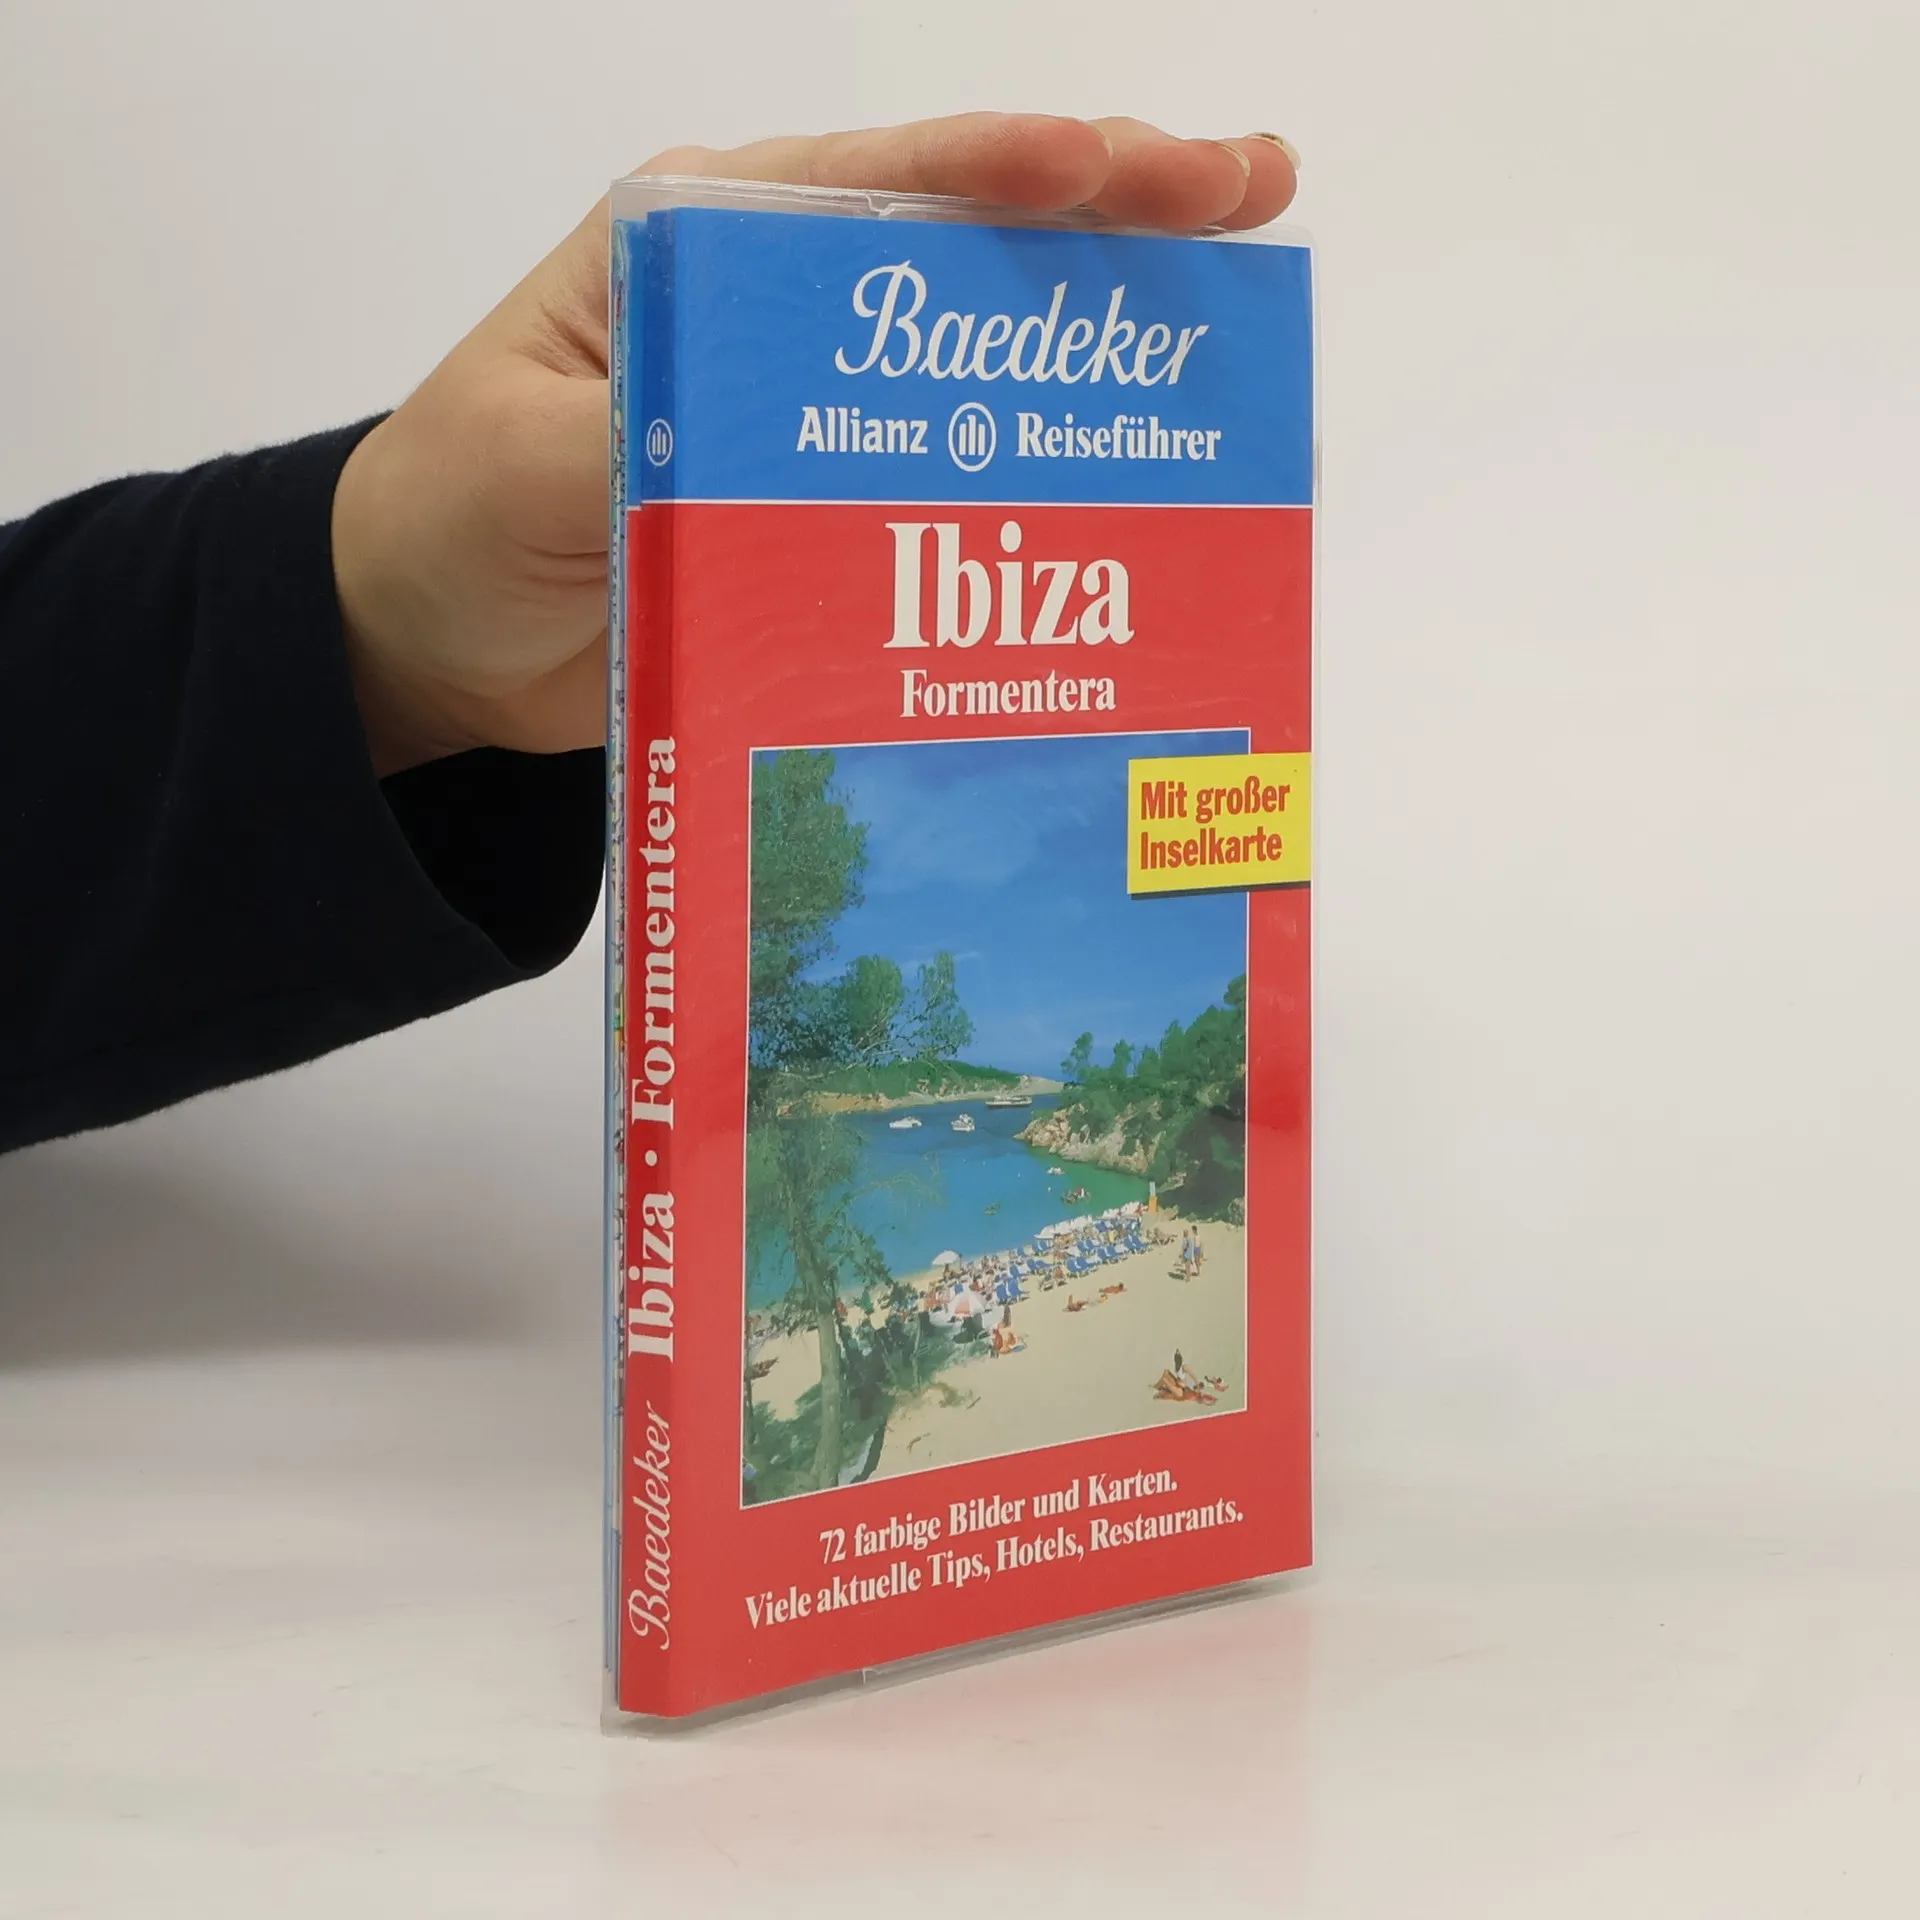 Baedeker
Allianz Reiseführer
Ibiza
Formentera
Mit großer
Inselkarte
72 farbige Bilder und Karten.
Viele aktuelle Tips, Hotels, Restaurants.
Baedeker Ibiza · Formentera